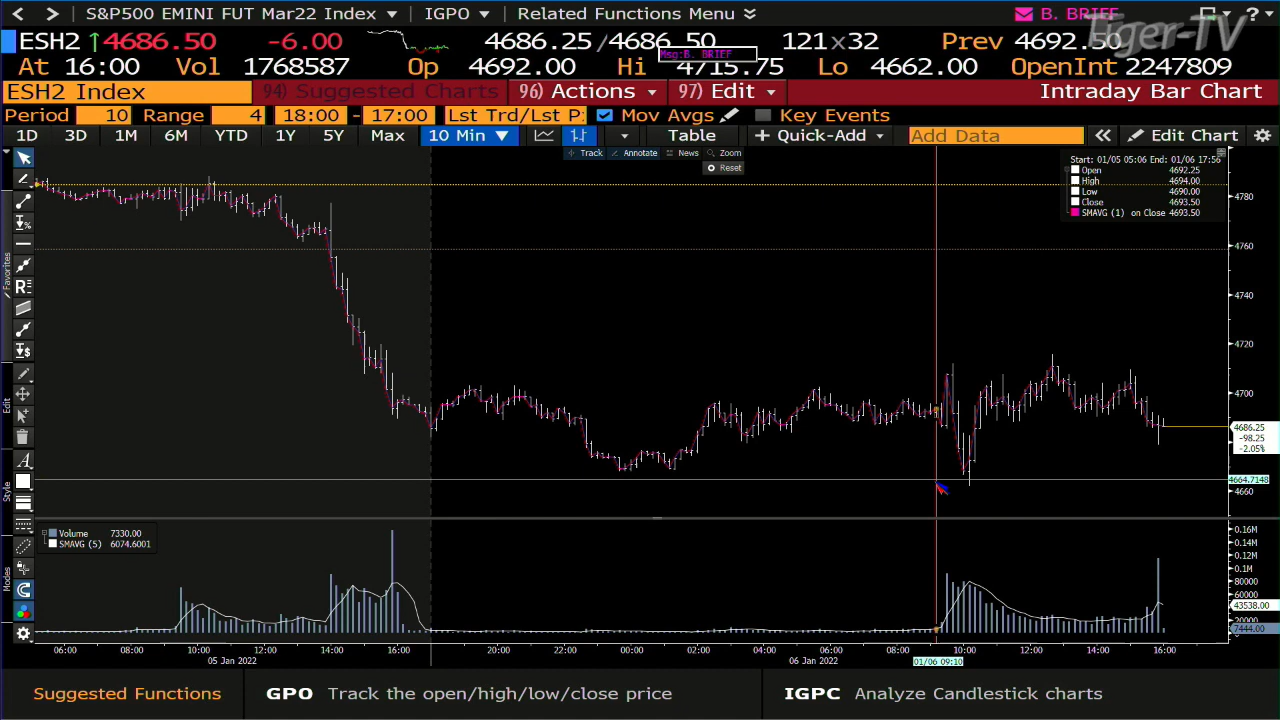 S&P500 EMINI FUT Mar22 Index IGPO Related Functions Menu B. BRIEF ?
Tiger-TV
ESH2 ↑4686.50 -6.00 4686.25/4686.50 121x32 Prev 4692.50
Msg:B. BRIEF
At 16:00 Vol 1768587 Op 4692.00 Hi 4715.75 Lo 4662.00 OpenInt 2247809
ESH2 Index 94) Suggested Charts 96) Actions 97) Edit Intraday Bar Chart
Period 10 Range 4 18:00 - 17:00 Lst Trd/Lst P: Mov Avgs Key Events
1D 3D 1M 6M YTD 1Y 5Y Max 10 Min Table + Quick-Add Add Data Edit Chart
Track Annotate News Zoom
Reset
Start: 01/05 05:06 End: 01/06 17:56
Open 4692.25
High 4694.00
Low 4690.00
Close 4693.50
SMAVG (1) on Close 4693.50
4780
4760
4740
4720
4700
4686.25
-98.25
-2.05%
4664.7148
4660
Favorites
Edit
Style
Modes
Volume 7330.00
SMAVG (5) 6074.6001
0.16M
0.14M
0.12M
0.1M
80000
60000
43538.00
7444.00
06:00 08:00 10:00 12:00 14:00 16:00 20:00 22:00 00:00 02:00 04:00 06:00 08:00 10:00 12:00 14:00 16:00
05 Jan 2022 06 Jan 2022 01/06 09:10
Suggested Functions GPO Track the open/high/low/close price IGPC Analyze Candlestick charts